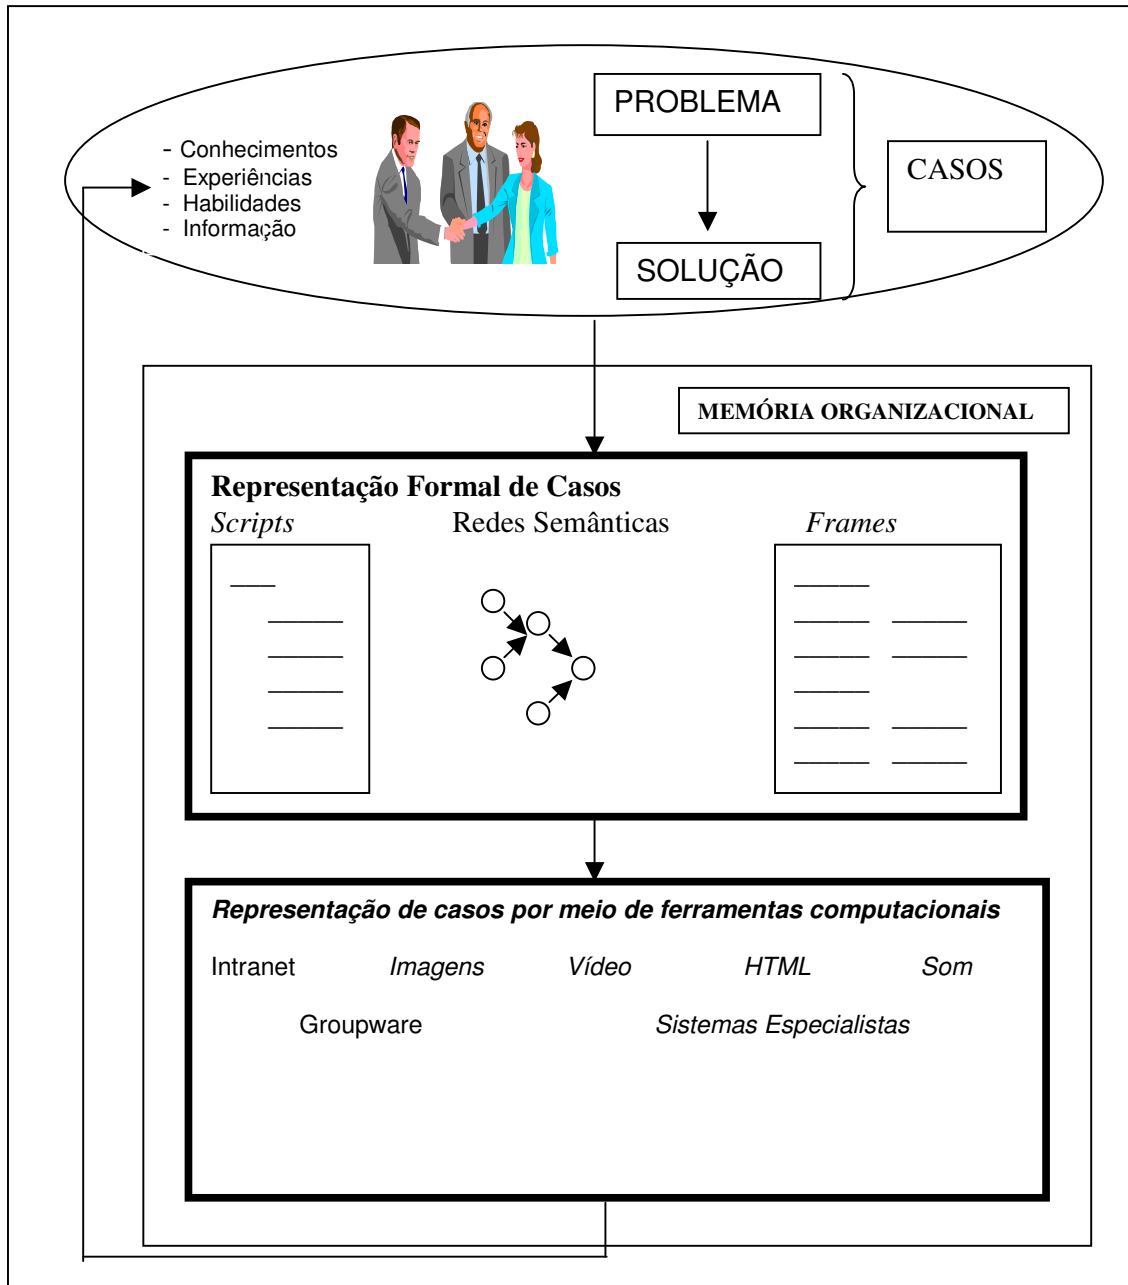 PROBLEMA
- Conhecimentos
- Experiências
- Habilidades
- Informação
CASOS
SOLUÇÃO
MEMÓRIA ORGANIZACIONAL
Representação Formal de Casos
Scripts Redes Semânticas Frames
Representação de casos por meio de ferramentas computacionais
Intranet Imagens Vídeo HTML Som
Groupware Sistemas Especialistas